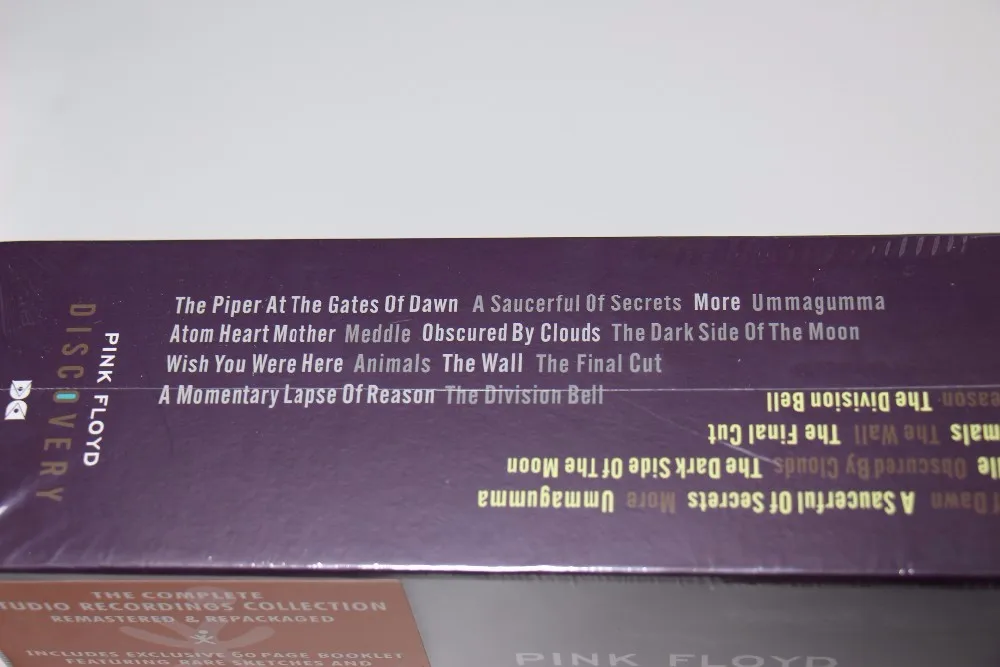 The Piper At The Gates Of Dawn A Saucerful Of Secrets More Ummagumma
Atom Heart Mother Meddle Obscured By Clouds The Dark Side Of The Moon
Wish You Were Here Animals The Wall The Final Cut
A Momentary Lapse Of Reason The Division Bell
PINK FLOYD
DISCOVERY
Dawn A Saucerful Of Secrets More Ummagumma
Obscured By Clouds The Dark Side Of The Moon
The Wall The Final Cut
The Division Bell
THE COMPLETE
STUDIO RECORDINGS COLLECTION
REMASTERED & REPACKAGED
INCLUDES EXCLUSIVE 60 PAGE BOOKLET
FEATURING RARE SKETCHES AND
PINK FLOYD